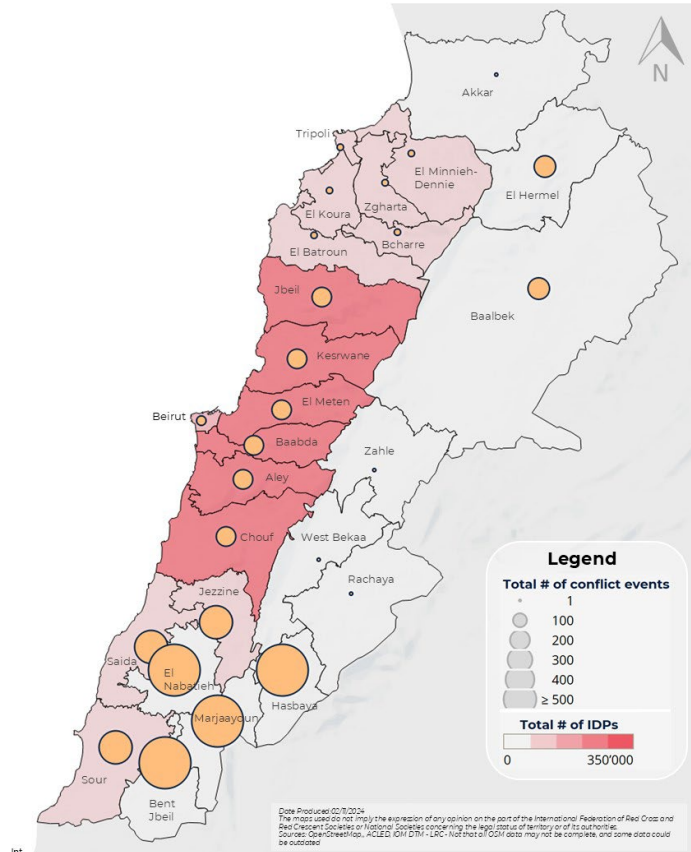 N
Akkar
Tripoli
El Minnieh-
Dennie
El Hermel
Zgharta
El Koura
Bcharre
El Batroun
Jbeil
Baalbek
Kesrwane
El Meten
Beirut
Baabda
Zahle
Aley
West Bekaa
Chouf
Rachaya
Jezzine
Saida
El
Nabatieh
Hasbaya
Marjaayoun
Sour
Bent
Jbeil
Legend
Total # of conflict events
1
100
200
300
400
≥ 500
Total # of IDPs
0 350'000
Date Produced:02/11/2024
The maps used do not imply the expression of any opinion on the part of the International Federation of Red Cross and
Red Crescent Societies or National Societies concerning the legal status of territory or of its authorities.
Sources: OpenStreetMap., ACLED, IOM DTM - LRC - Not that all OSM data may not be complete, and some data could
be outdated